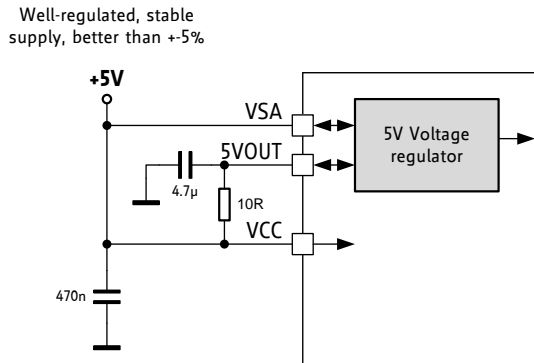 Well-regulated, stable
supply, better than +-5%
+5V
VSA
5VOUT
5V Voltage
regulator
4.7µ
10R
VCC
470n